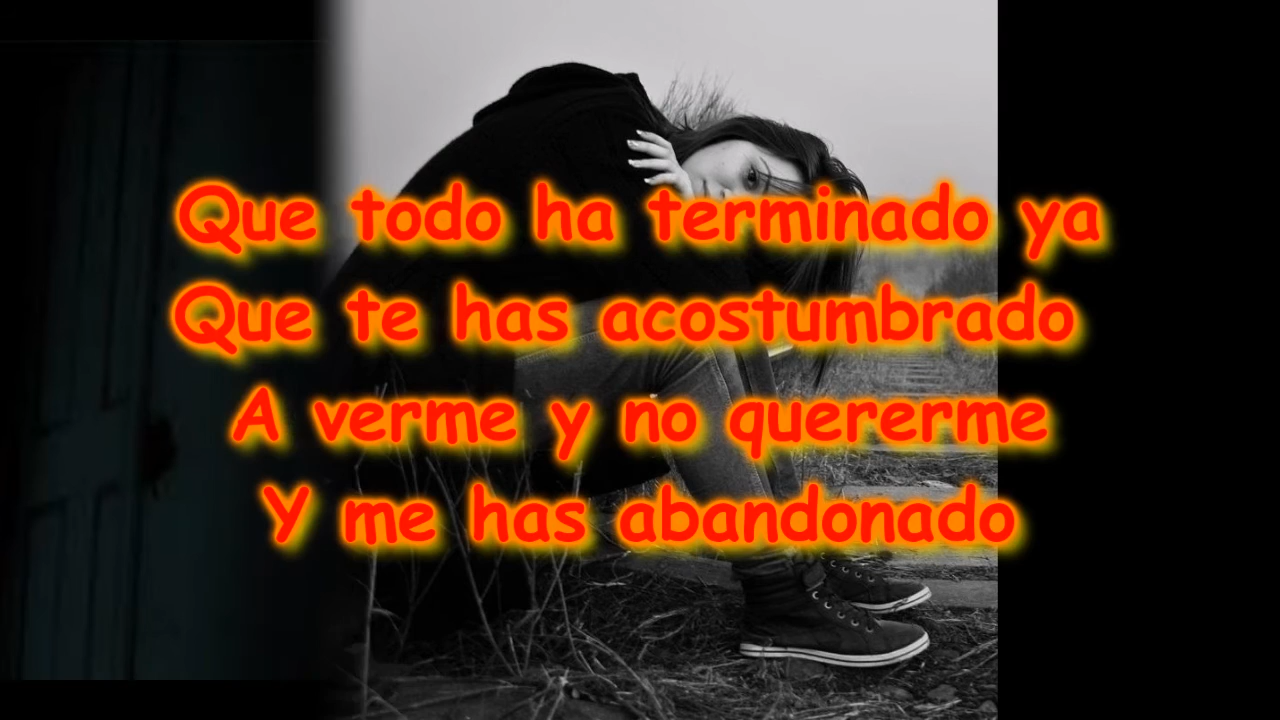 Que todo ha terminado ya
Que te has acostumbrado
A verme y no quererme
Y me has abandonado